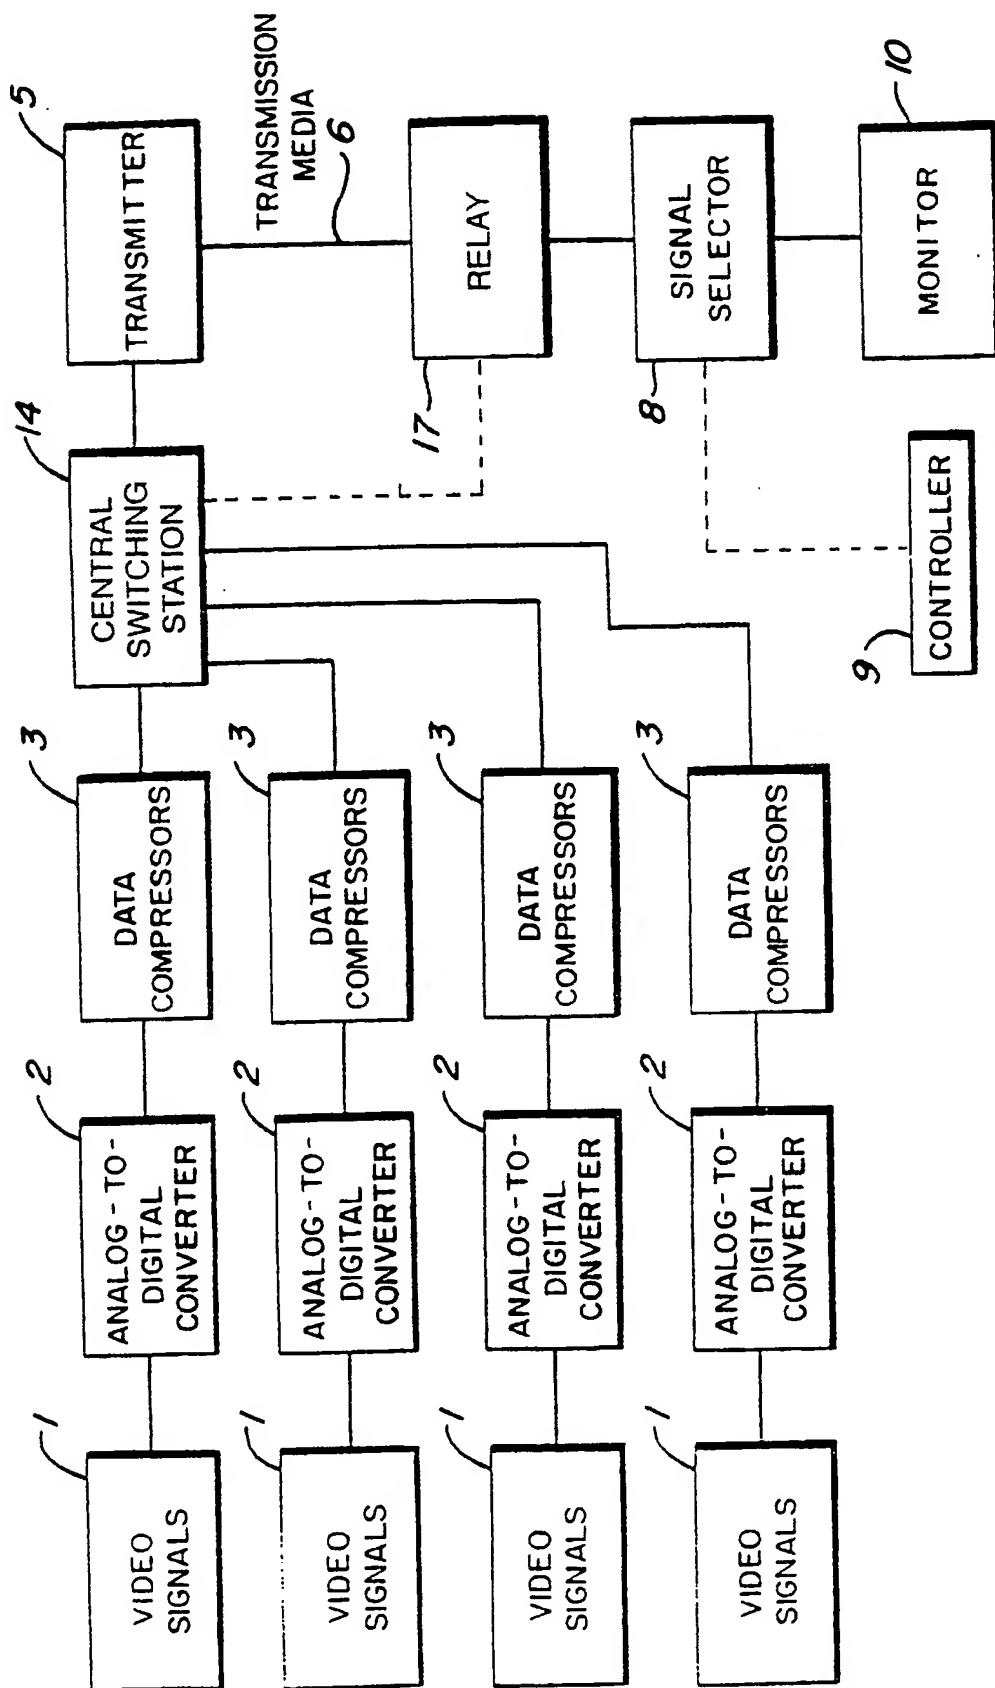 1
VIDEO
SIGNALS
2
ANALOG-TO-
DIGITAL
CONVERTER
3
DATA
COMPRESSORS
14
CENTRAL
SWITCHING
STATION
5
TRANSMITTER
1
VIDEO
SIGNALS
2
ANALOG-TO-
DIGITAL
CONVERTER
3
DATA
COMPRESSORS
TRANSMISSION
MEDIA
6
1
VIDEO
SIGNALS
2
ANALOG-TO-
DIGITAL
CONVERTER
3
DATA
COMPRESSORS
17
RELAY
1
VIDEO
SIGNALS
2
ANALOG-TO-
DIGITAL
CONVERTER
3
DATA
COMPRESSORS
8
SIGNAL
SELECTOR
9
CONTROLLER
10
MONITOR